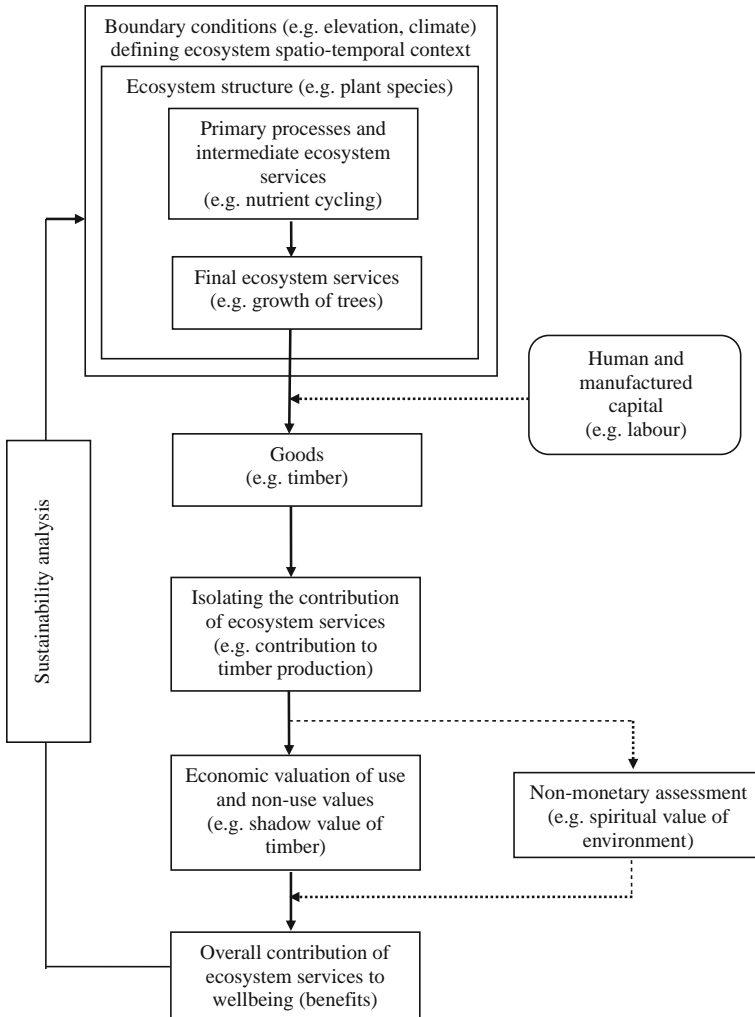 Boundary conditions (e.g. elevation, climate)
defining ecosystem spatio-temporal context
Ecosystem structure (e.g. plant species)
Primary processes and
intermediate ecosystem
services
(e.g. nutrient cycling)
Final ecosystem services
(e.g. growth of trees)
Human and
manufactured
capital
(e.g. labour)
Goods
(e.g. timber)
Sustainability analysis
Isolating the contribution
of ecosystem services
(e.g. contribution to
timber production)
Economic valuation of use
and non-use values
(e.g. shadow value of
timber)
Non-monetary assessment
(e.g. spiritual value of
environment)
Overall contribution of
ecosystem services to
wellbeing (benefits)